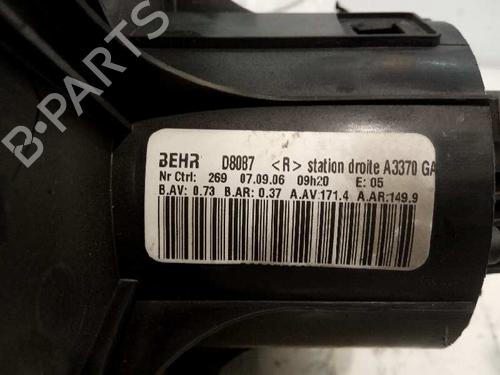 B-PARTS
BEHR D8087 <R> station droite A3370 GA
Nr Ctrl: 269 07.09.06 09h20 E: 05
B.AV: 0.73 B.AR: 0.37 A.AV:171.4 A.AR:149.9